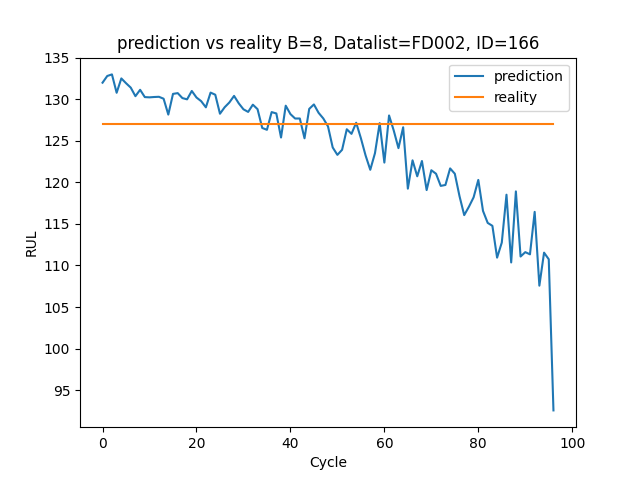 prediction vs reality B=8, Datalist=FD002, ID=166
prediction
reality
RUL
135
130
125
120
115
110
105
100
95
0 20 40 60 80 100
Cycle